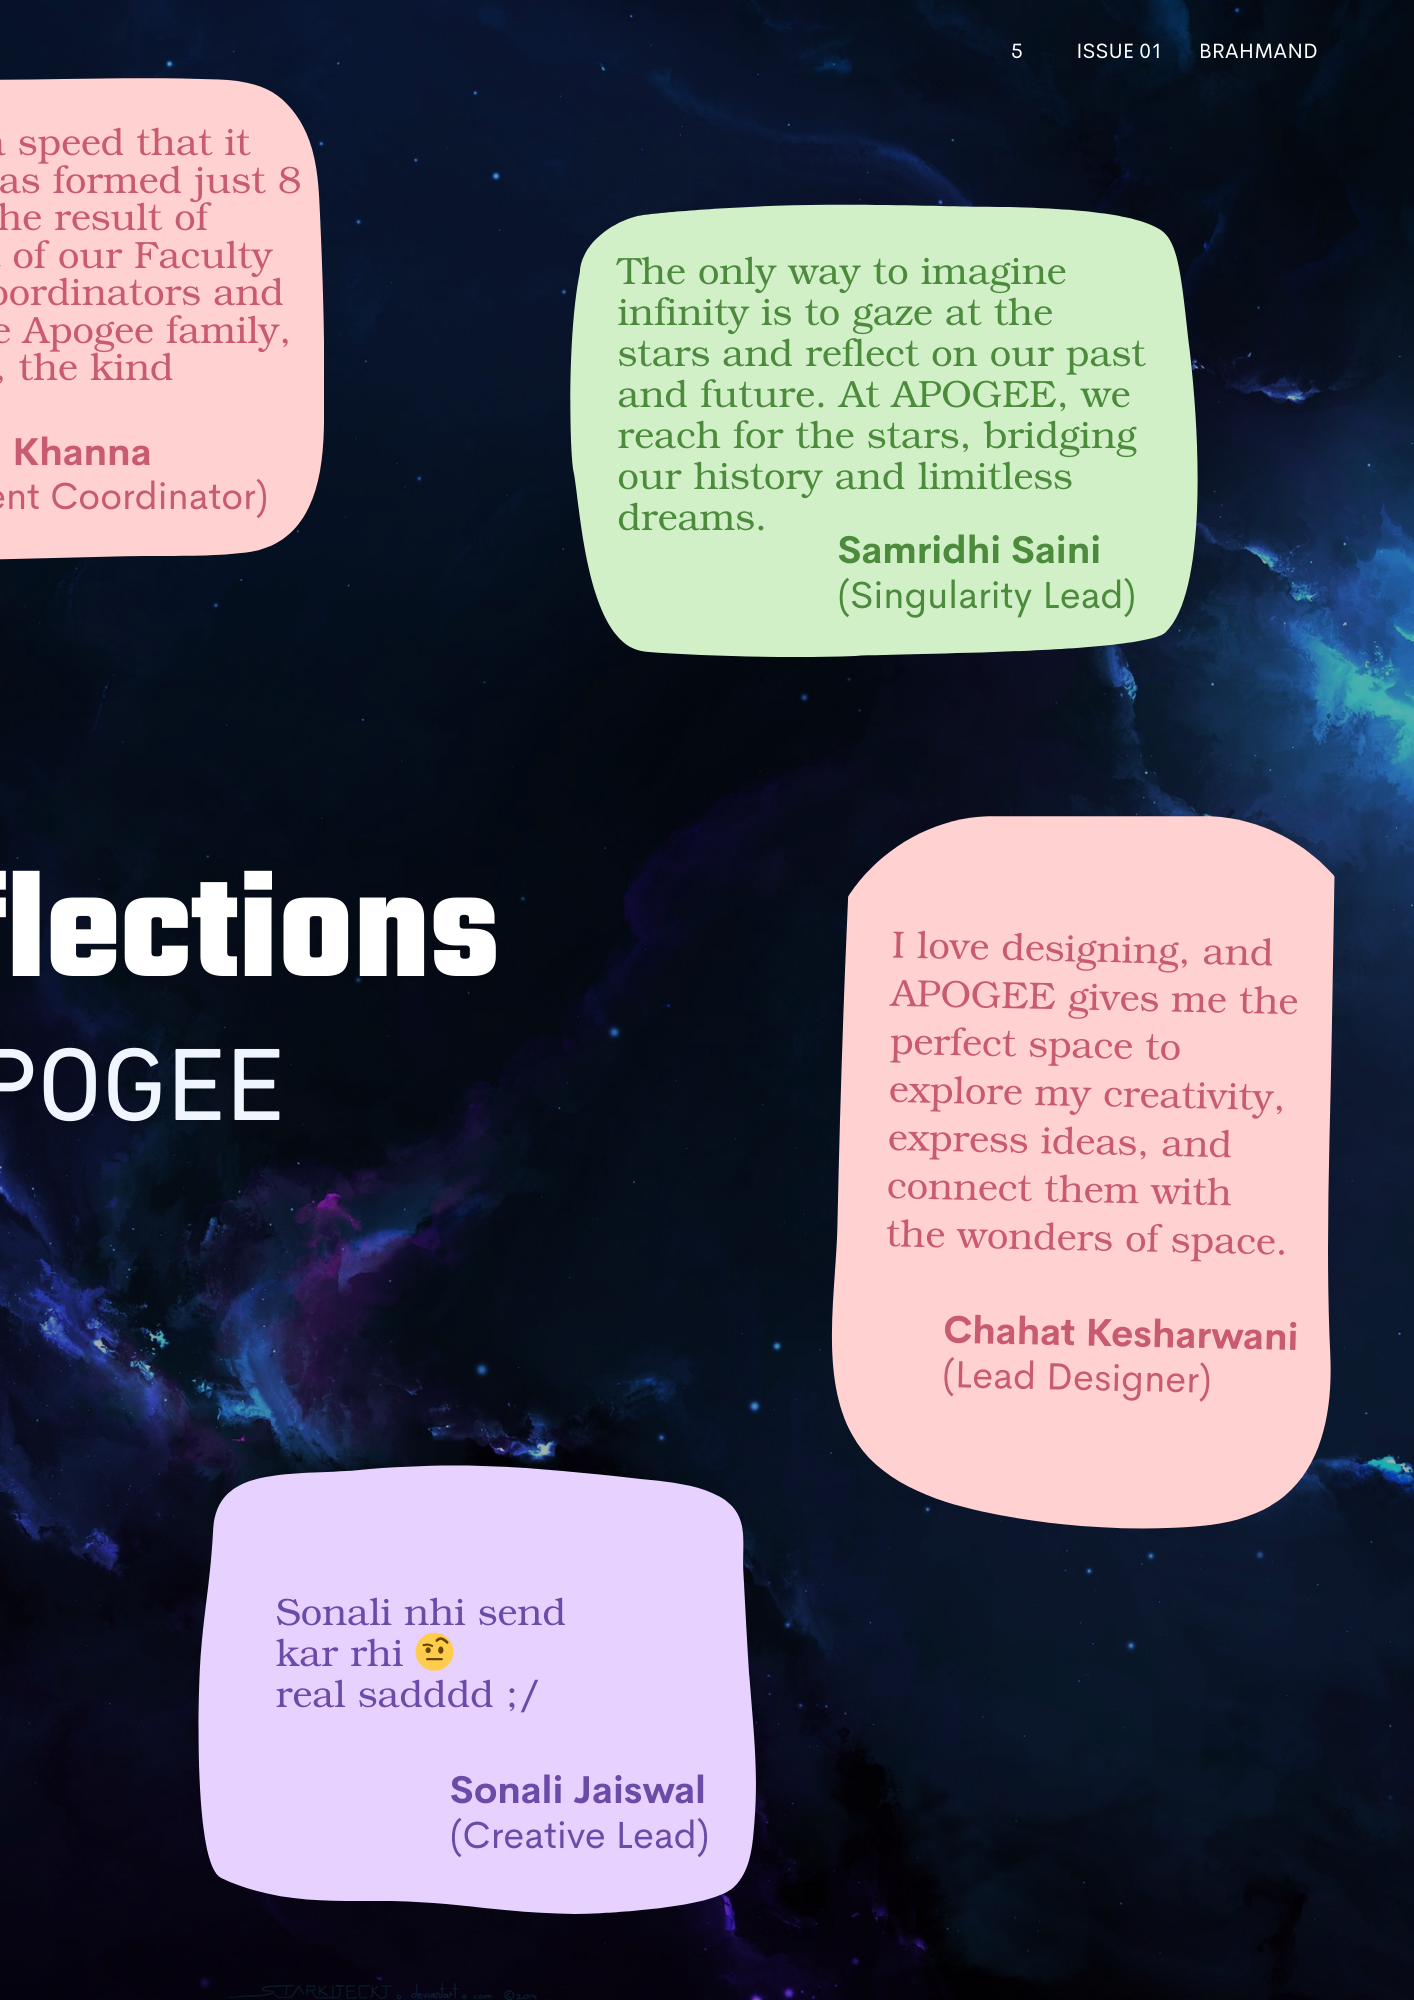 5 ISSUE 01 BRAHMAND
speed that it
as formed just 8
he result of
of our Faculty
oordinators and
e Apogee family,
, the kind
Khanna
ent Coordinator)
The only way to imagine
infinity is to gaze at the
stars and reflect on our past
and future. At APOGEE, we
reach for the stars, bridging
our history and limitless
dreams.
Samridhi Saini
(Singularity Lead)
flections
POGEE
I love designing, and
APOGEE gives me the
perfect space to
explore my creativity,
express ideas, and
connect them with
the wonders of space.
Chahat Kesharwani
(Lead Designer)
Sonali nhi send
kar rhi 🤨
real sadddd ;/
Sonali Jaiswal
(Creative Lead)